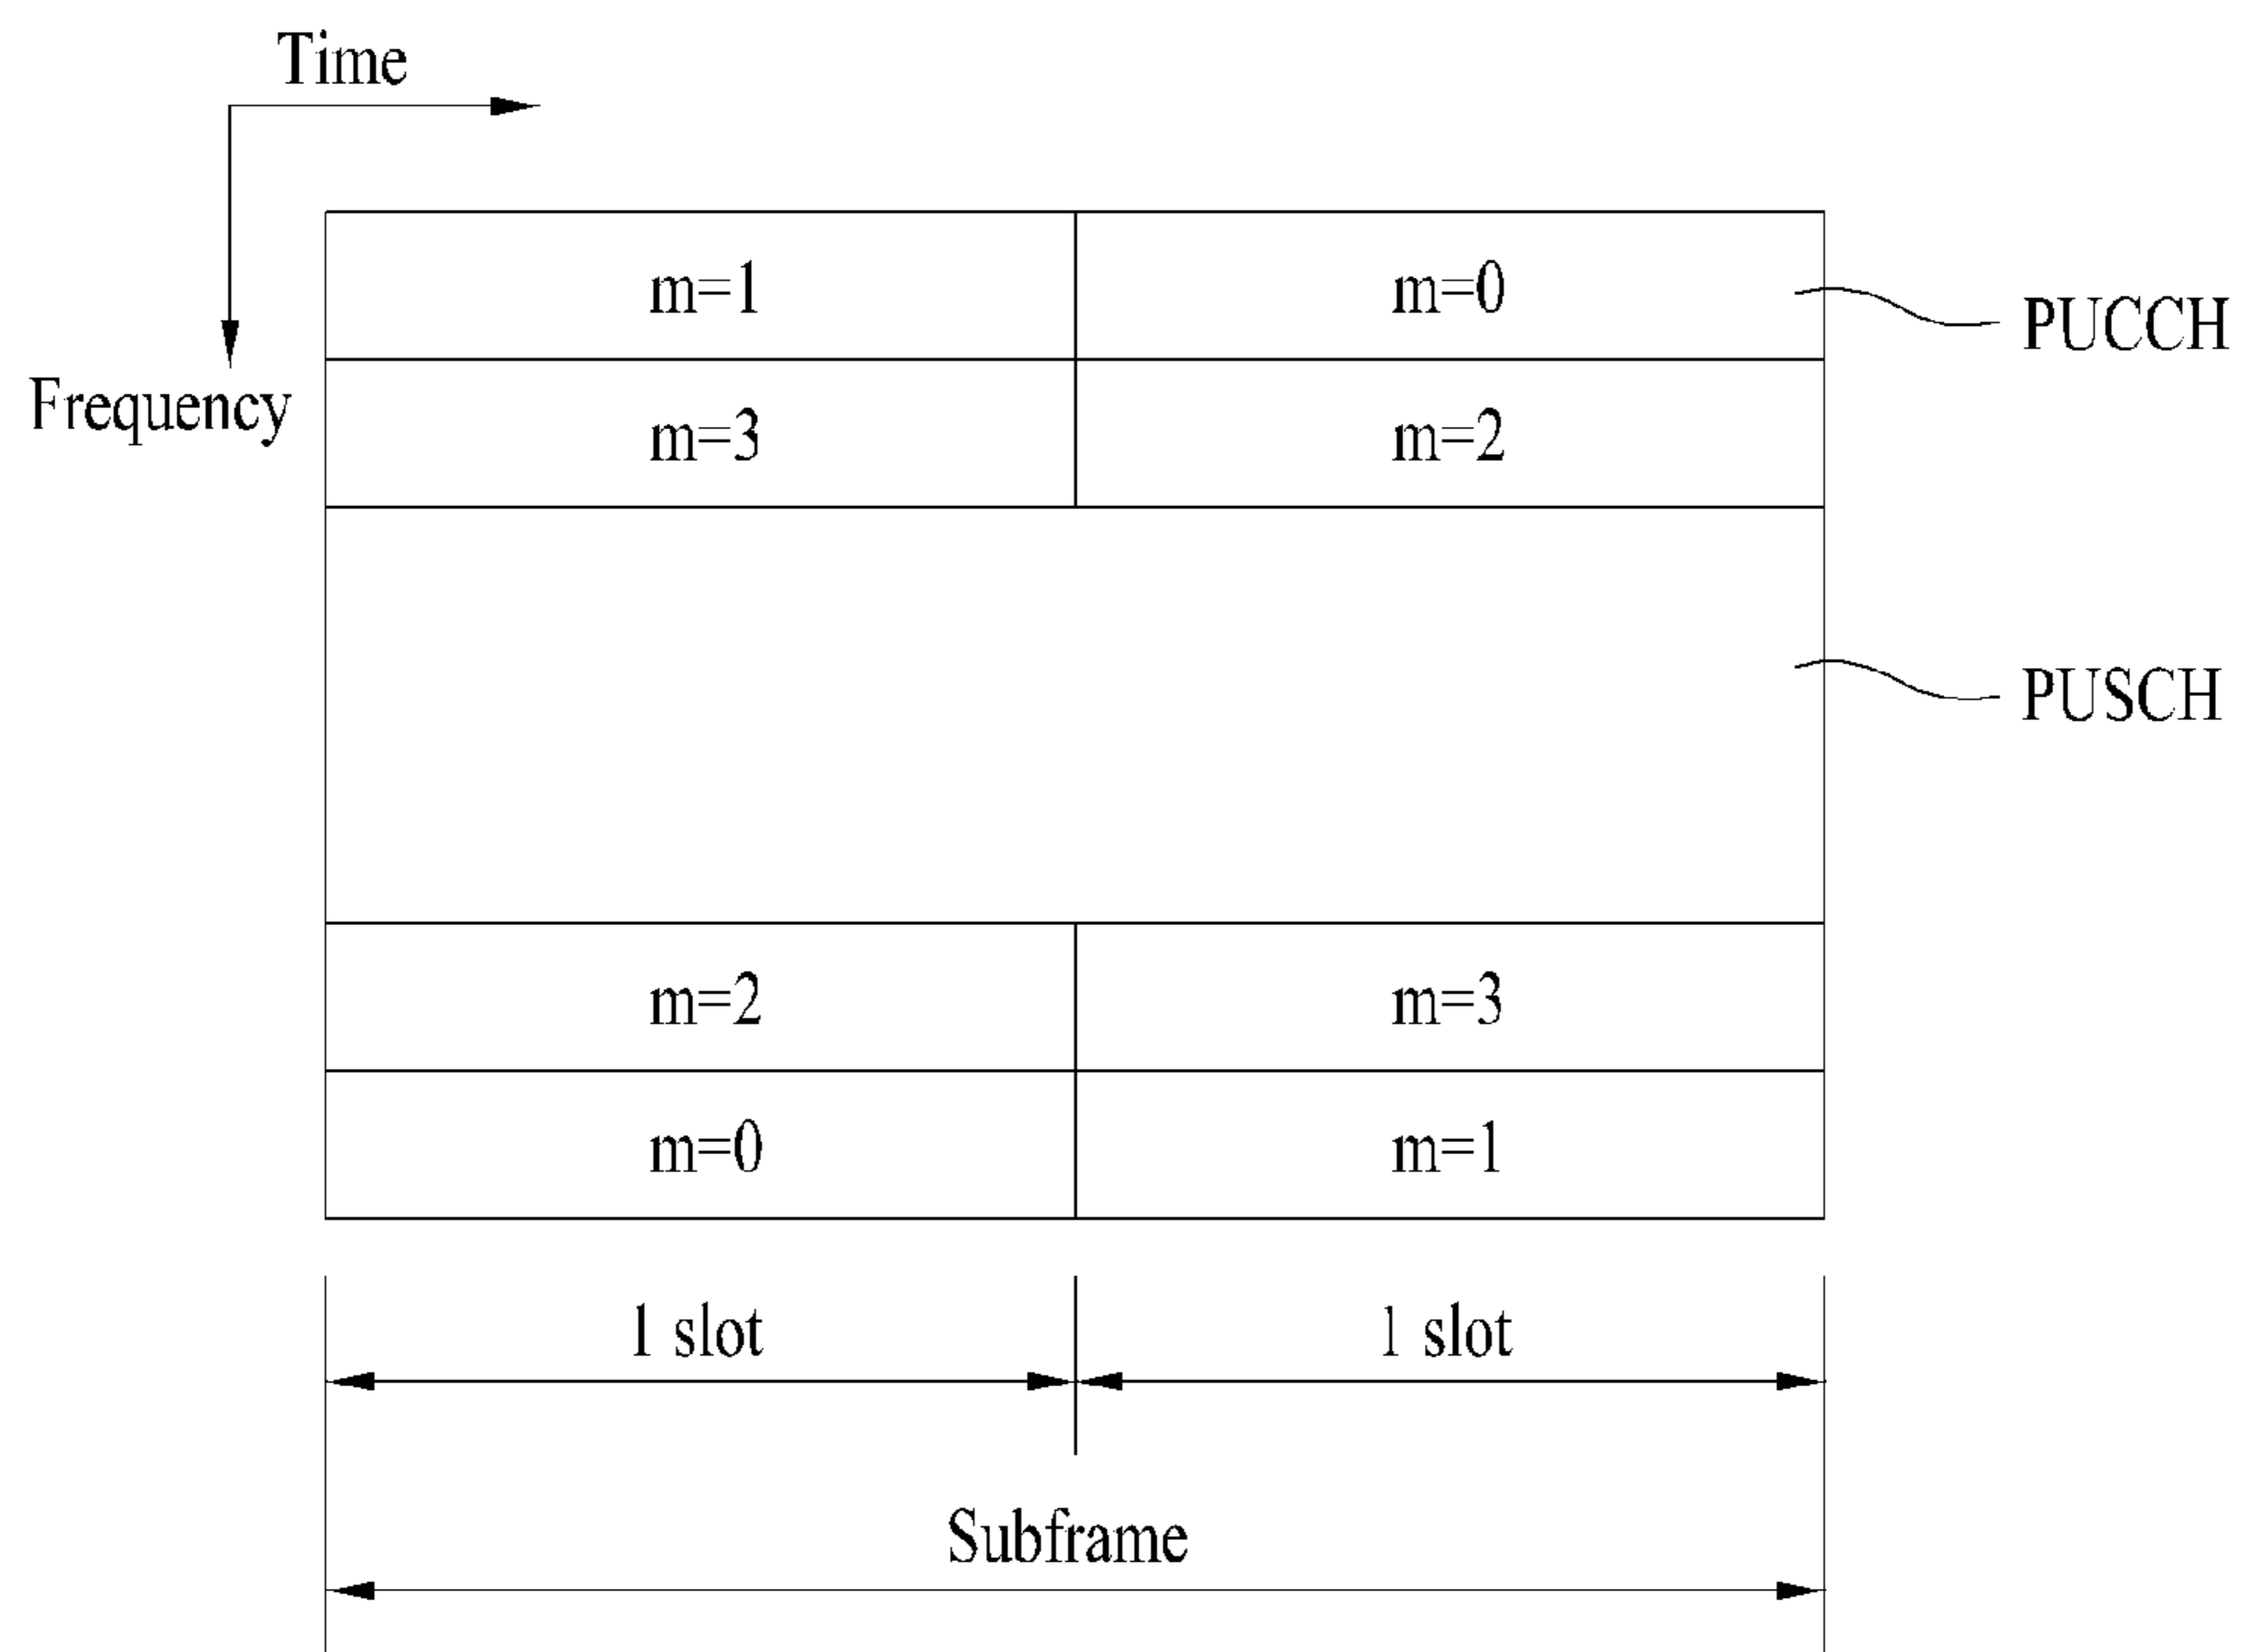 Time
Frequency
m=1 m=0
PUCCH
m=3 m=2
PUSCH
m=2 m=3
m=0 m=1
1 slot 1 slot
Subframe